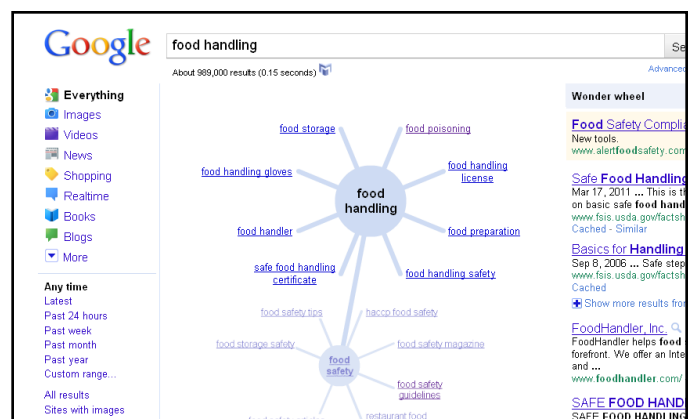 Google
food handling
Se
About 989,000 results (0.15 seconds)
Advanced
Everything
Images
Videos
News
Shopping
Realtime
Books
Blogs
More
Any time
Latest
Past 24 hours
Past week
Past month
Past year
Custom range...
All results
Sites with images
food storage
food poisoning
food handling gloves
food handling
license
food
handling
food handler
food preparation
safe food handling
certificate
food handling safety
food safety tips
haccp food safety
food storage safety
food safety magazine
food
safety
food safety
guidelines
restaurant food
Wonder wheel
Food Safety Complia
New tools.
www.alertfoodsafety.com
Safe Food Handling
Mar 17, 2011 ... This is th
on basic safe food hand
www.fsis.usda.gov/factsh
Cached - Similar
Basics for Handling
Sep 8, 2006 ... Safe step
www.fsis.usda.gov/factsh
Cached
Show more results fro
FoodHandler, Inc.
FoodHandler helps food
forefront. We offer an Inte
and ...
www.foodhandler.com/
SAFE FOOD HAND
SAFE FOOD HANDLING